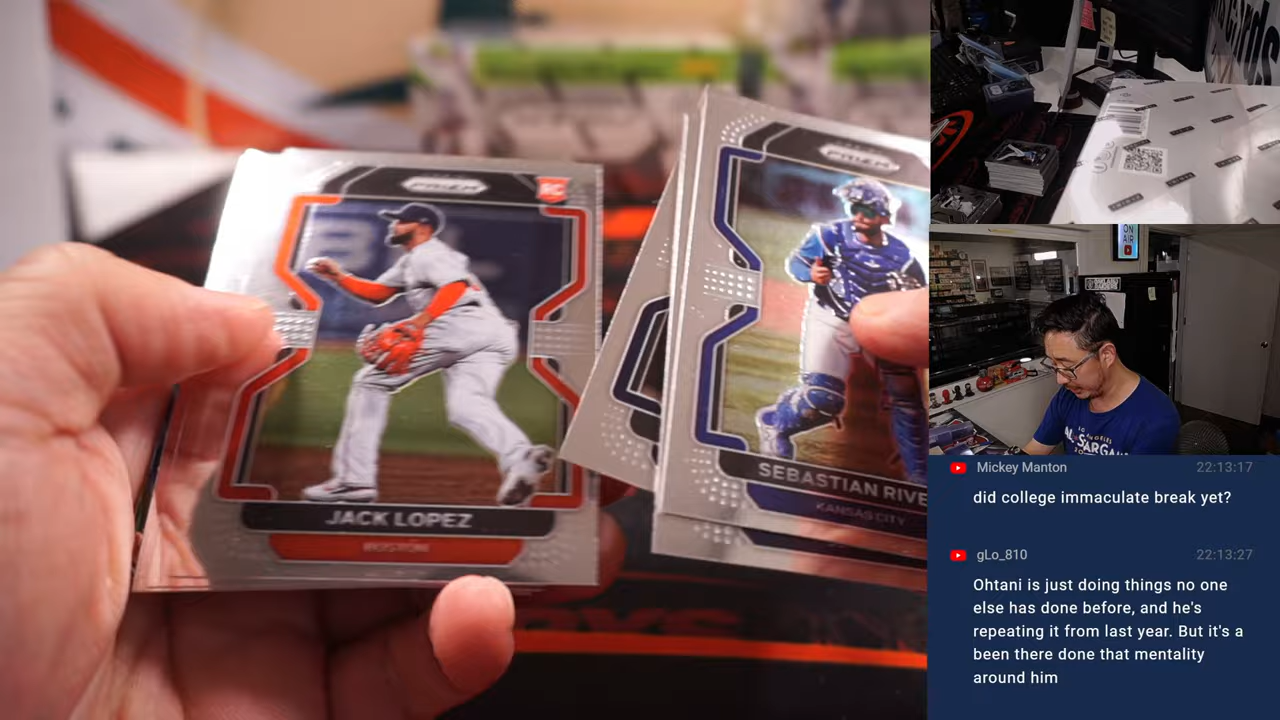 PRIZM
RC
JACK LOPEZ
BOSTON
PRIZM
SEBASTIAN RIVE
KANSAS CITY
ON
AIR
Mickey Manton 22:13:17
did college immaculate break yet?
gLo_810 22:13:27
Ohtani is just doing things no one
else has done before, and he's
repeating it from last year. But it's a
been there done that mentality
around him